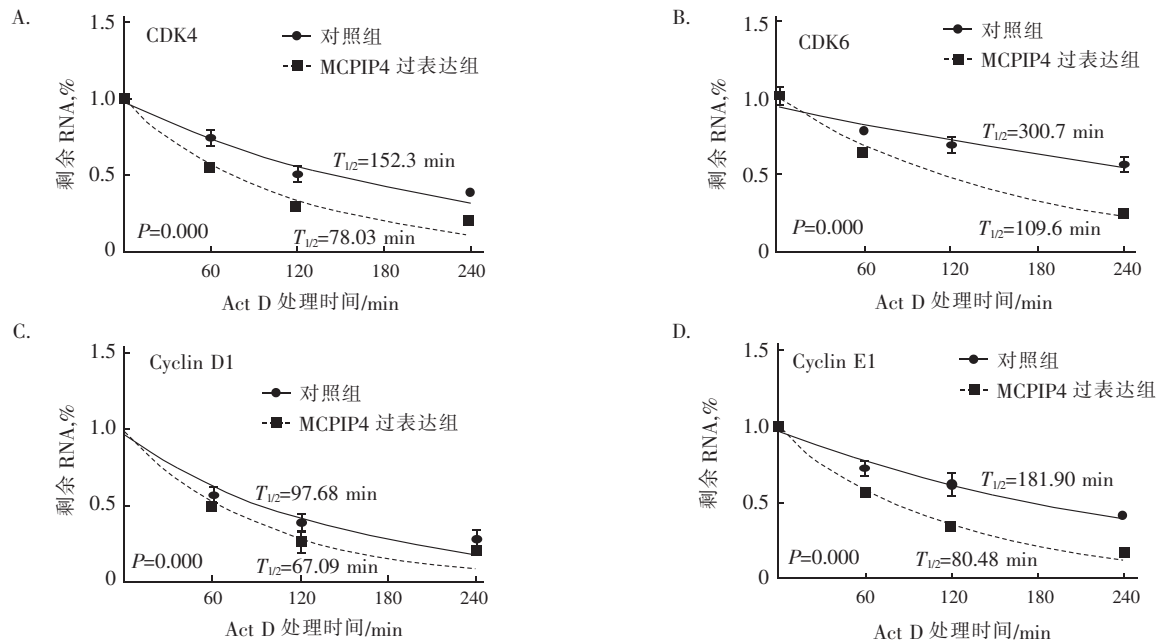 A.
1.5
CDK4
对照组
MCPIP4 过表达组
1.0
剩余 RNA,%
T1/2=152.3 min
0.5
P=0.000
T1/2=78.03 min
0
60
120
180
240
Act D 处理时间/min
B.
1.5
CDK6
对照组
MCPIP4 过表达组
1.0
剩余 RNA,%
T1/2=300.7 min
0.5
P=0.000
T1/2=109.6 min
0
60
120
180
240
Act D 处理时间/min
C.
1.5
Cyclin D1
对照组
MCPIP4 过表达组
1.0
剩余 RNA,%
T1/2=97.68 min
0.5
P=0.000
T1/2=67.09 min
0
60
120
180
240
Act D 处理时间/min
D.
1.5
Cyclin E1
对照组
MCPIP4 过表达组
1.0
剩余 RNA,%
T1/2=181.90 min
0.5
P=0.000
T1/2=80.48 min
0
60
120
180
240
Act D 处理时间/min